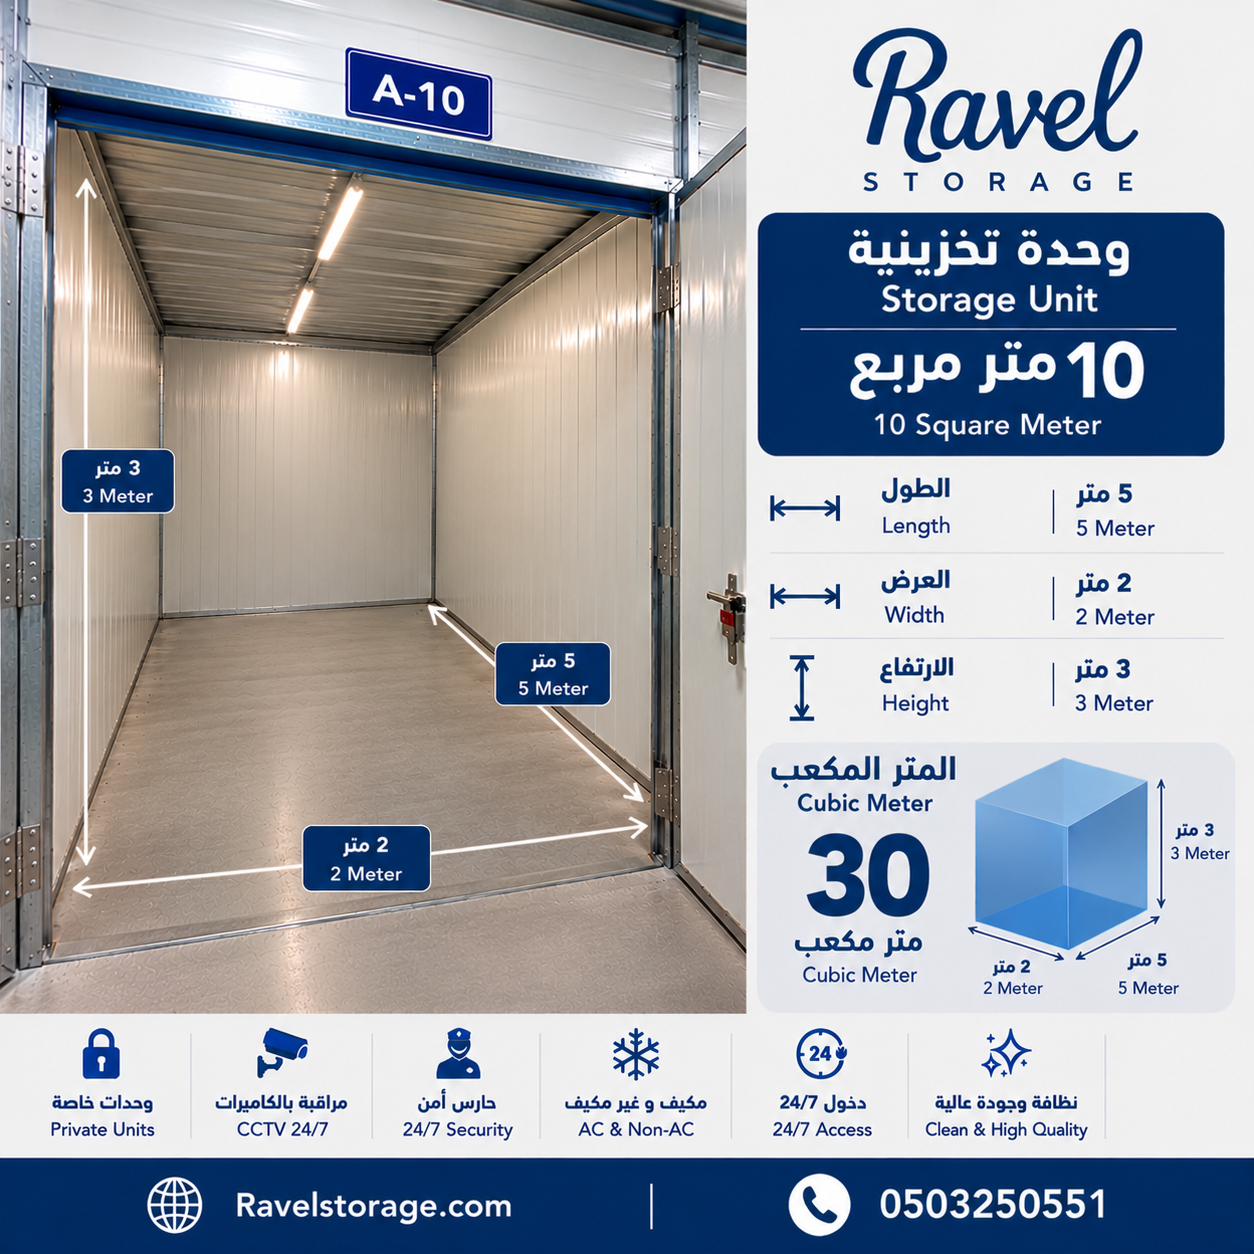 A-10
3 متر
3 Meter
5 متر
5 Meter
2 متر
2 Meter
Ravel
STORAGE
وحدة تخزينية
Storage Unit
10 متر مربع
10 Square Meter
الطول
Length
5 متر
5 Meter
العرض
Width
2 متر
2 Meter
الارتفاع
Height
3 متر
3 Meter
المتر المكعب
Cubic Meter
30
متر مكعب
Cubic Meter
3 متر
3 Meter
2 متر
2 Meter
5 متر
5 Meter
وحدات خاصة
Private Units
مراقبة بالكاميرات
CCTV 24/7
حارس أمن
24/7 Security
مكيف و غير مكيف
AC & Non-AC
24
دخول 24/7
24/7 Access
نظافة وجودة عالية
Clean & High Quality
Ravelstorage.com
0503250551